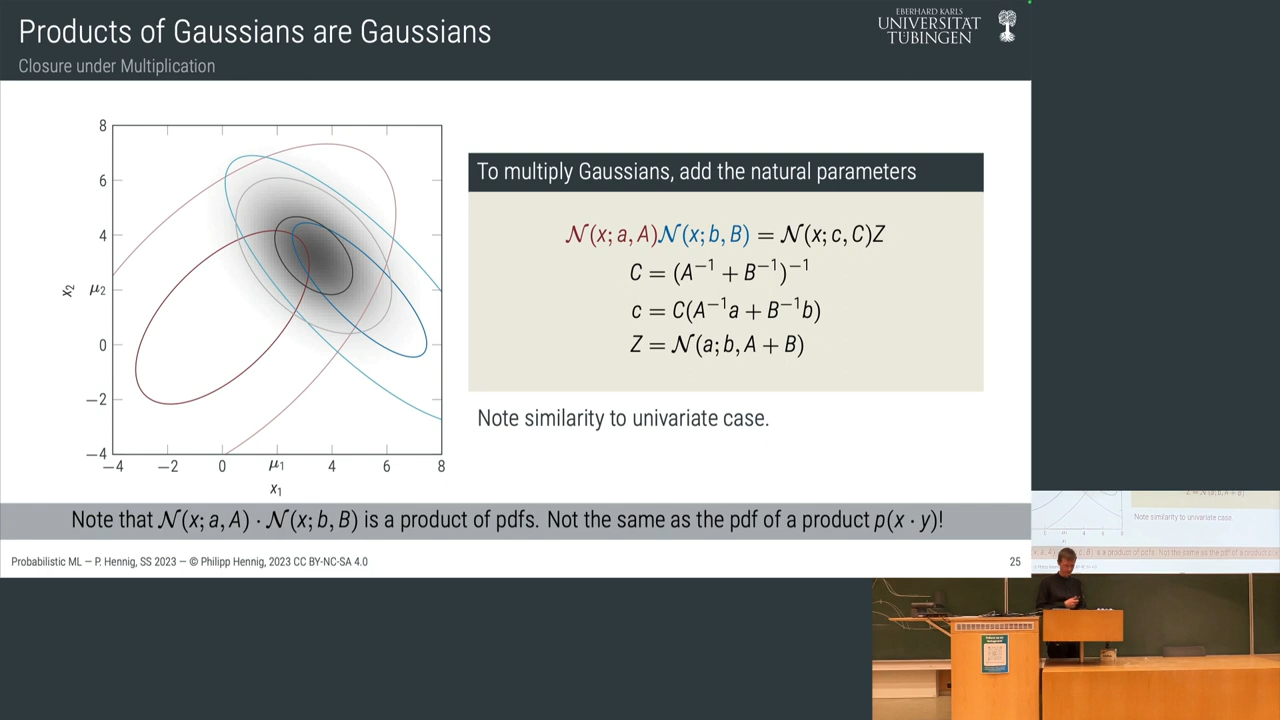 Products of Gaussians are Gaussians
Closure under Multiplication
EBERHARD KARLS
UNIVERSITÄT
TÜBINGEN
8
6
4
x₂ μ₂
0
−2
−4
−4 −2 0 μ₁ 4 6 8
x₁
To multiply Gaussians, add the natural parameters
𝒩(x; a, A)𝒩(x; b, B) = 𝒩(x; c, C)Z
C = (A⁻¹ + B⁻¹)⁻¹
c = C(A⁻¹a + B⁻¹b)
Z = 𝒩(a; b, A + B)
Note similarity to univariate case.
Note that 𝒩(x; a, A) · 𝒩(x; b, B) is a product of pdfs. Not the same as the pdf of a product p(x · y)!
Probabilistic ML — P. Hennig, SS 2023 — © Philipp Hennig, 2023 CC BY-NC-SA 4.0
25
Note similarity to univariate case